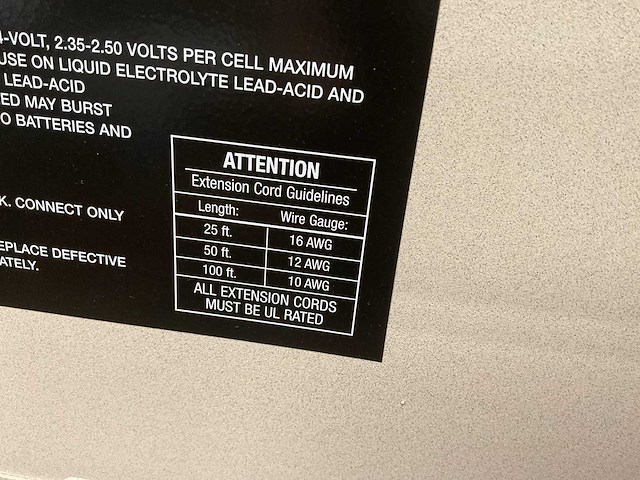 -VOLT, 2.35-2.50 VOLTS PER CELL MAXIMUM
USE ON LIQUID ELECTROLYTE LEAD-ACID AND
LEAD-ACID
ED MAY BURST
O BATTERIES AND
K. CONNECT ONLY
EPLACE DEFECTIVE
ATELY.
ATTENTION
Extension Cord Guidelines
Length: Wire Gauge:
25 ft. 16 AWG
50 ft. 12 AWG
100 ft. 10 AWG
ALL EXTENSION CORDS
MUST BE UL RATED